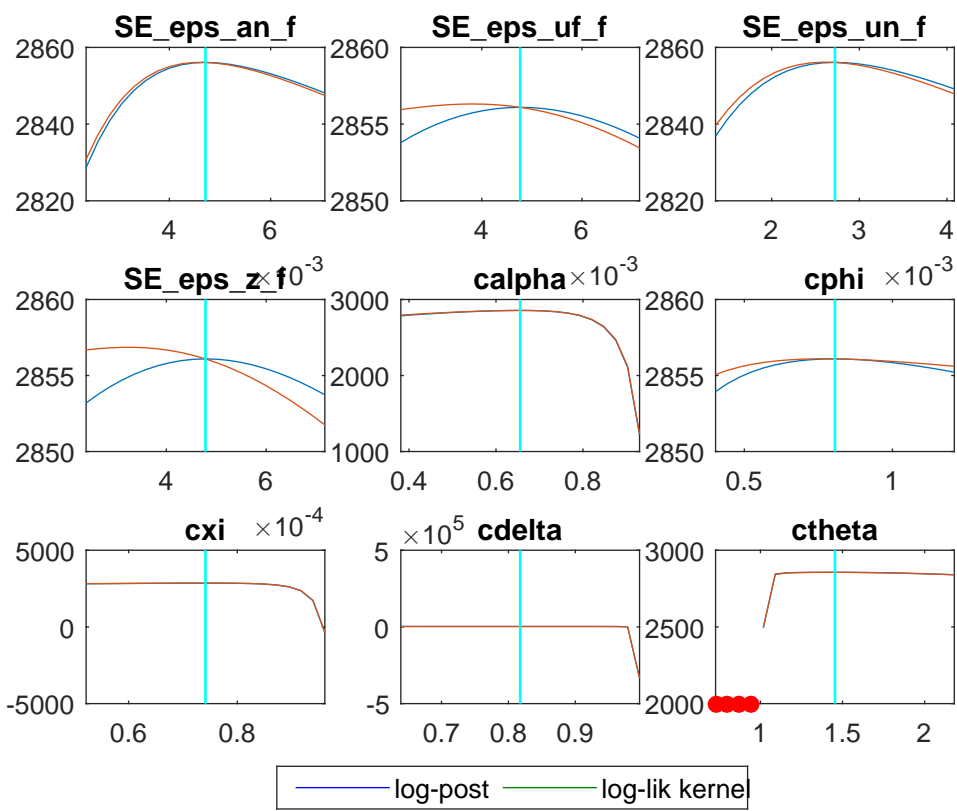 SE_eps_an_f
SE_eps_uf_f
SE_eps_un_f
2860
2840
2820
4 6
2860
2855
2850
4 6
2860
2840
2820
2 3 4
SE_eps_z_f
× 10-3
calpha
× 10-3
cphi
× 10-3
2860
2855
2850
4 6
3000
2000
1000
0.4 0.6 0.8
2860
2855
2850
0.5 1
cxi
× 10-4
cdelta
ctheta
5000
0
-5000
0.6 0.8
× 105
5
0
-5
0.7 0.8 0.9
3000
2500
2000
1 1.5 2
log-post
log-lik kernel